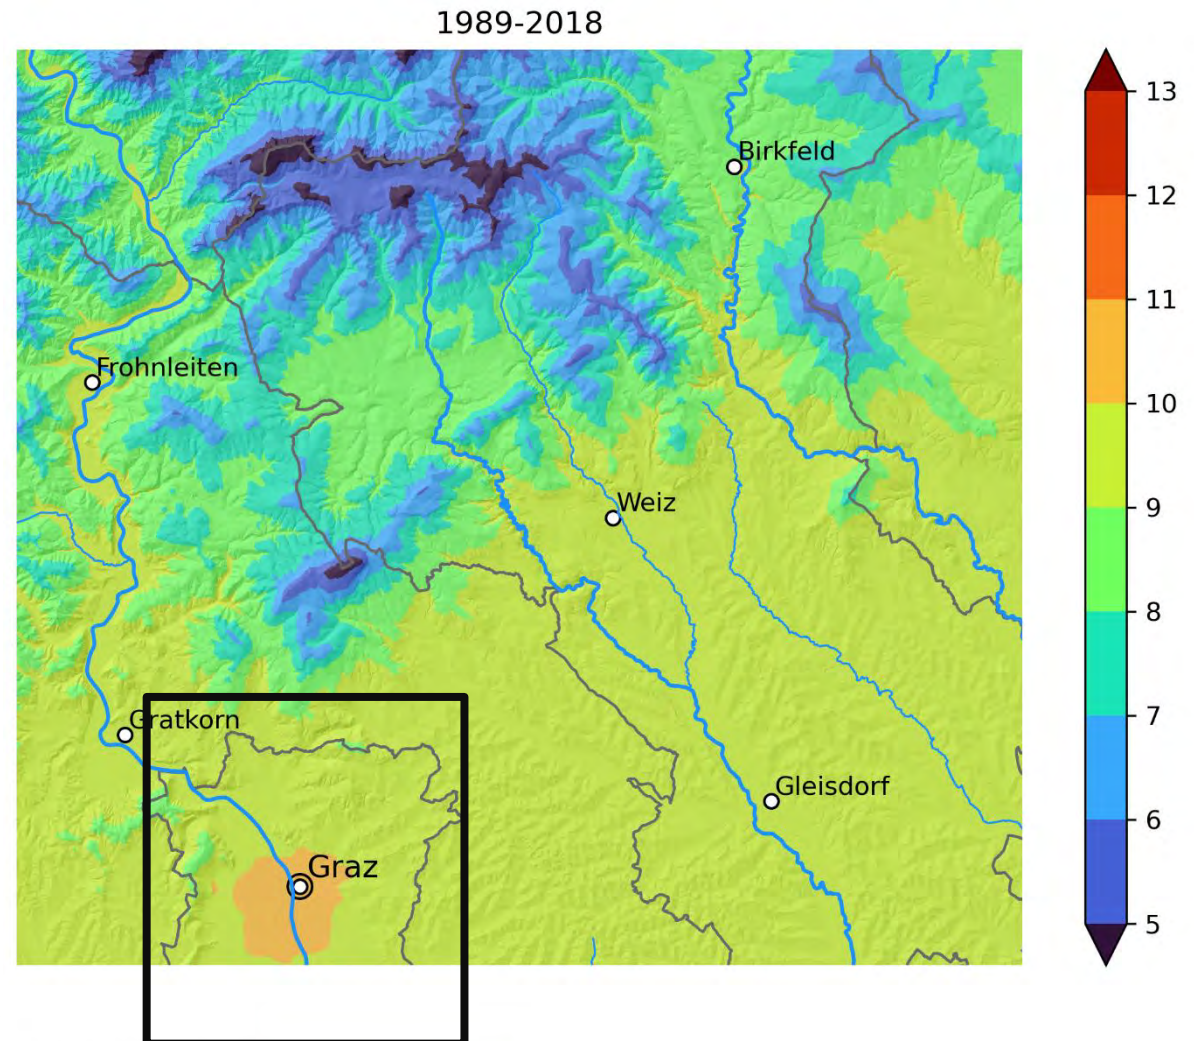 1989-2018
Birkfeld
Frohnleiten
Weiz
Gratkorn
Gleisdorf
Graz
13
12
11
10
9
8
7
6
5